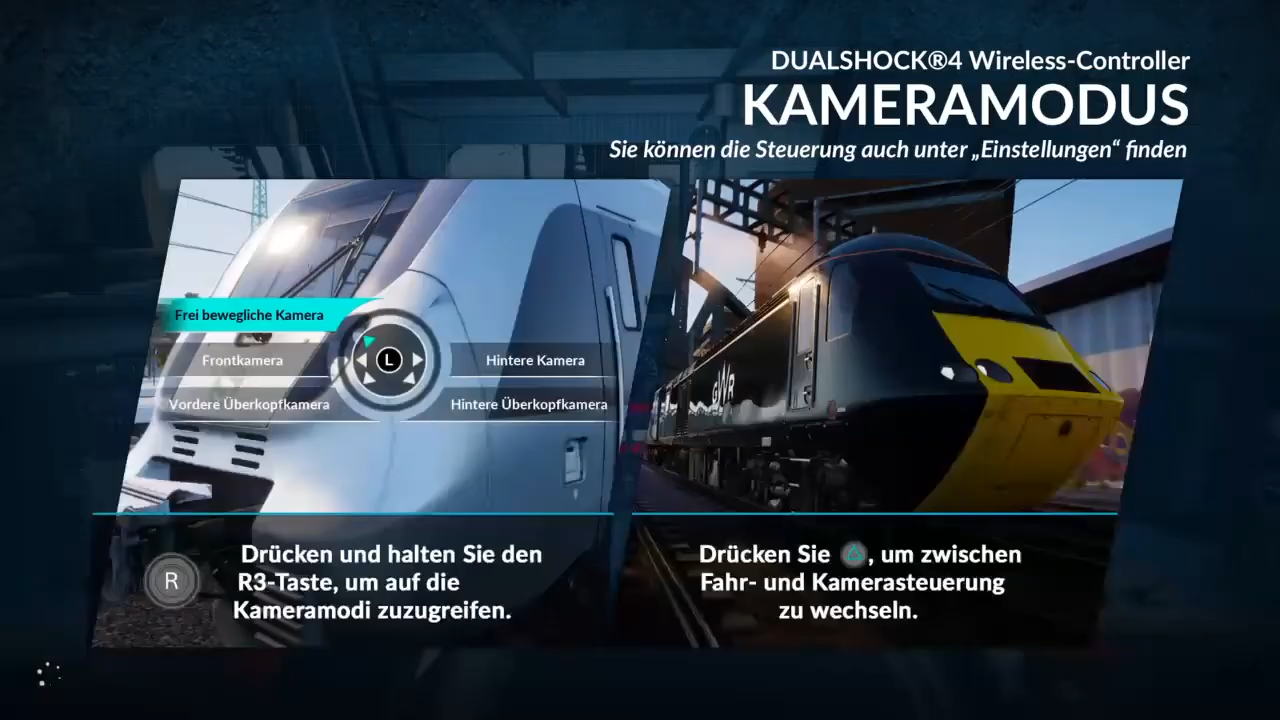 DUALSHOCK®4 Wireless-Controller
KAMERAMODUS
Sie können die Steuerung auch unter „Einstellungen“ finden
Frei bewegliche Kamera
Frontkamera
L
Hintere Kamera
Vordere Überkopfkamera
Hintere Überkopfkamera
GWR
R
Drücken und halten Sie den
R3-Taste, um auf die
Kameramodi zuzugreifen.
Drücken Sie , um zwischen
Fahr- und Kamerasteuerung
zu wechseln.